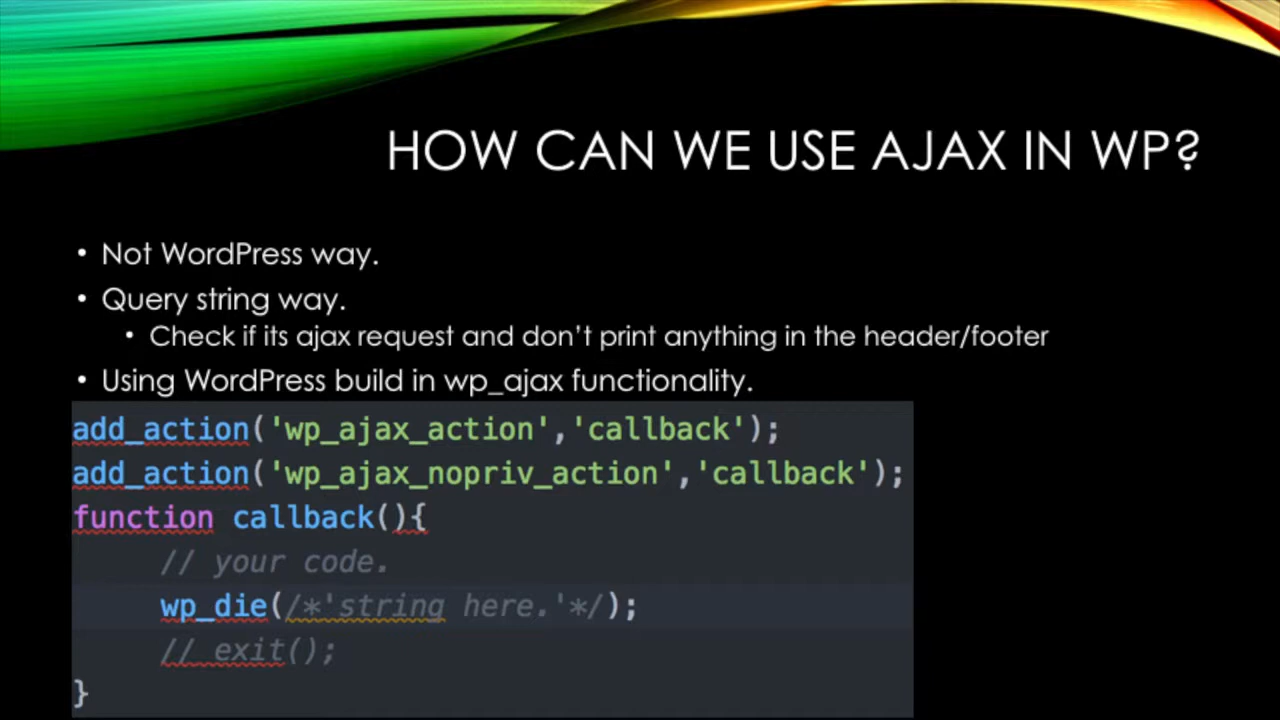 HOW CAN WE USE AJAX IN WP?
• Not WordPress way.
• Query string way.
• Check if its ajax request and don't print anything in the header/footer
• Using WordPress build in wp_ajax functionality.
add_action('wp_ajax_action','callback');
add_action('wp_ajax_nopriv_action','callback');
function callback(){
// your code.
wp_die(/*'string here.'*/);
// exit();
}